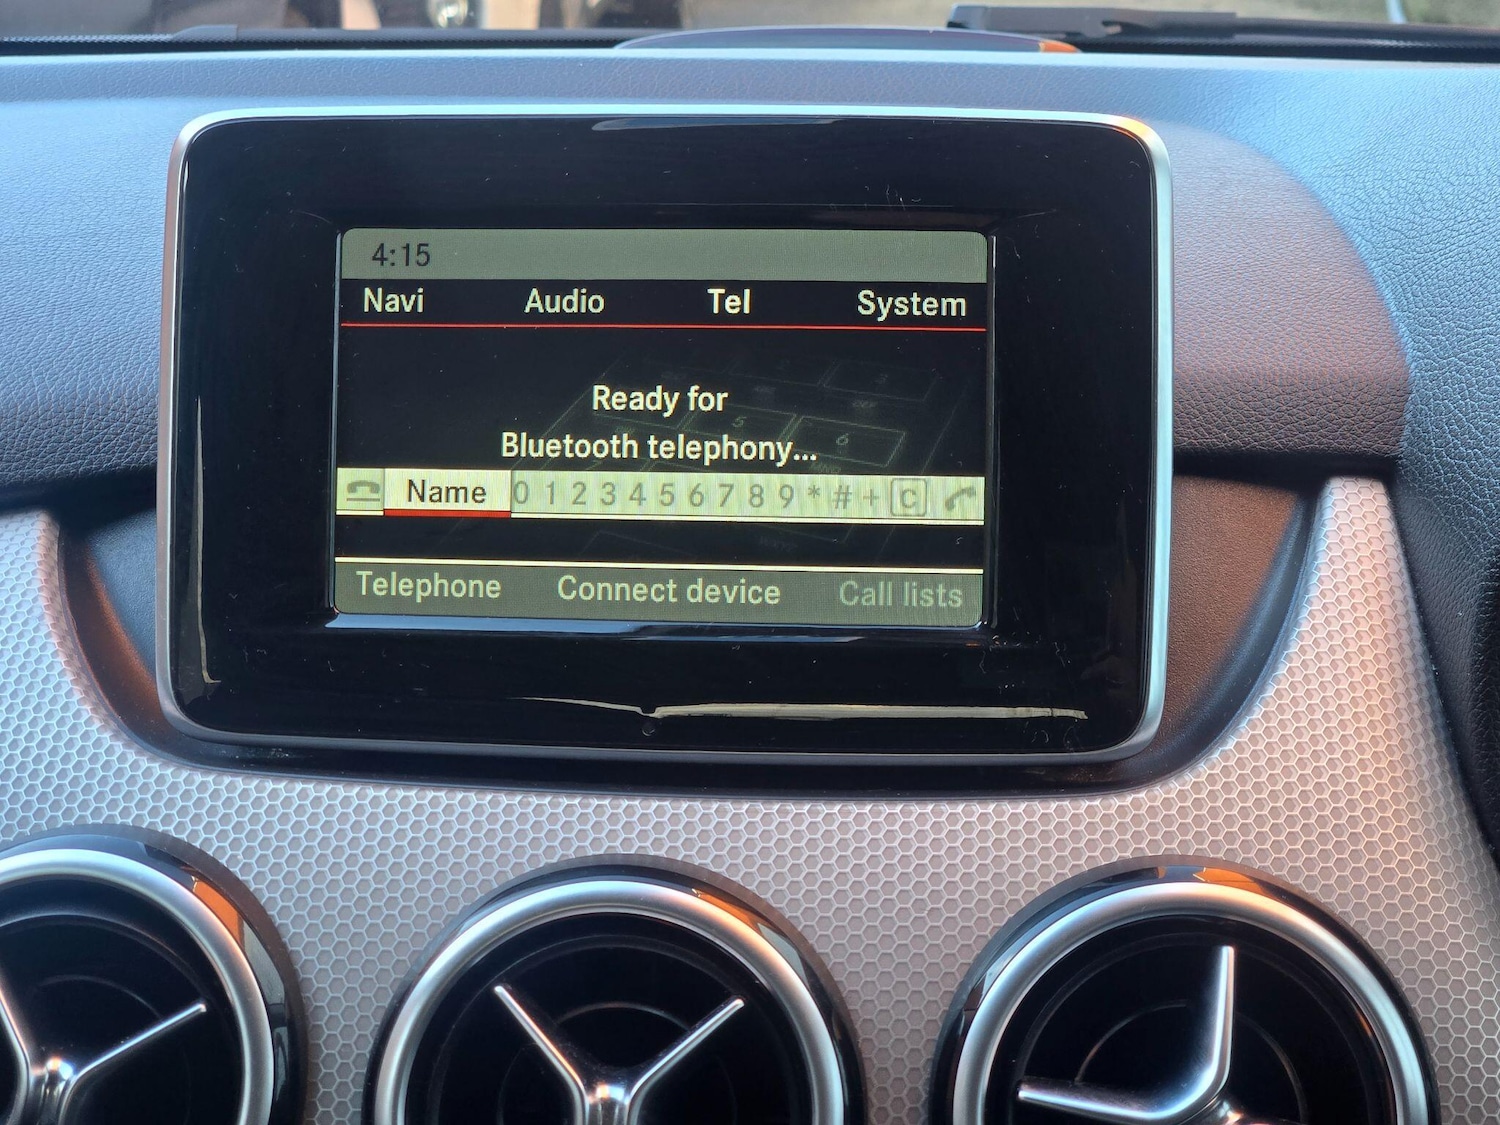 4:15
Navi Audio Tel System
Ready for
Bluetooth telephony...
Name 0 1 2 3 4 5 6 7 8 9 * # + C
Telephone Connect device Call lists